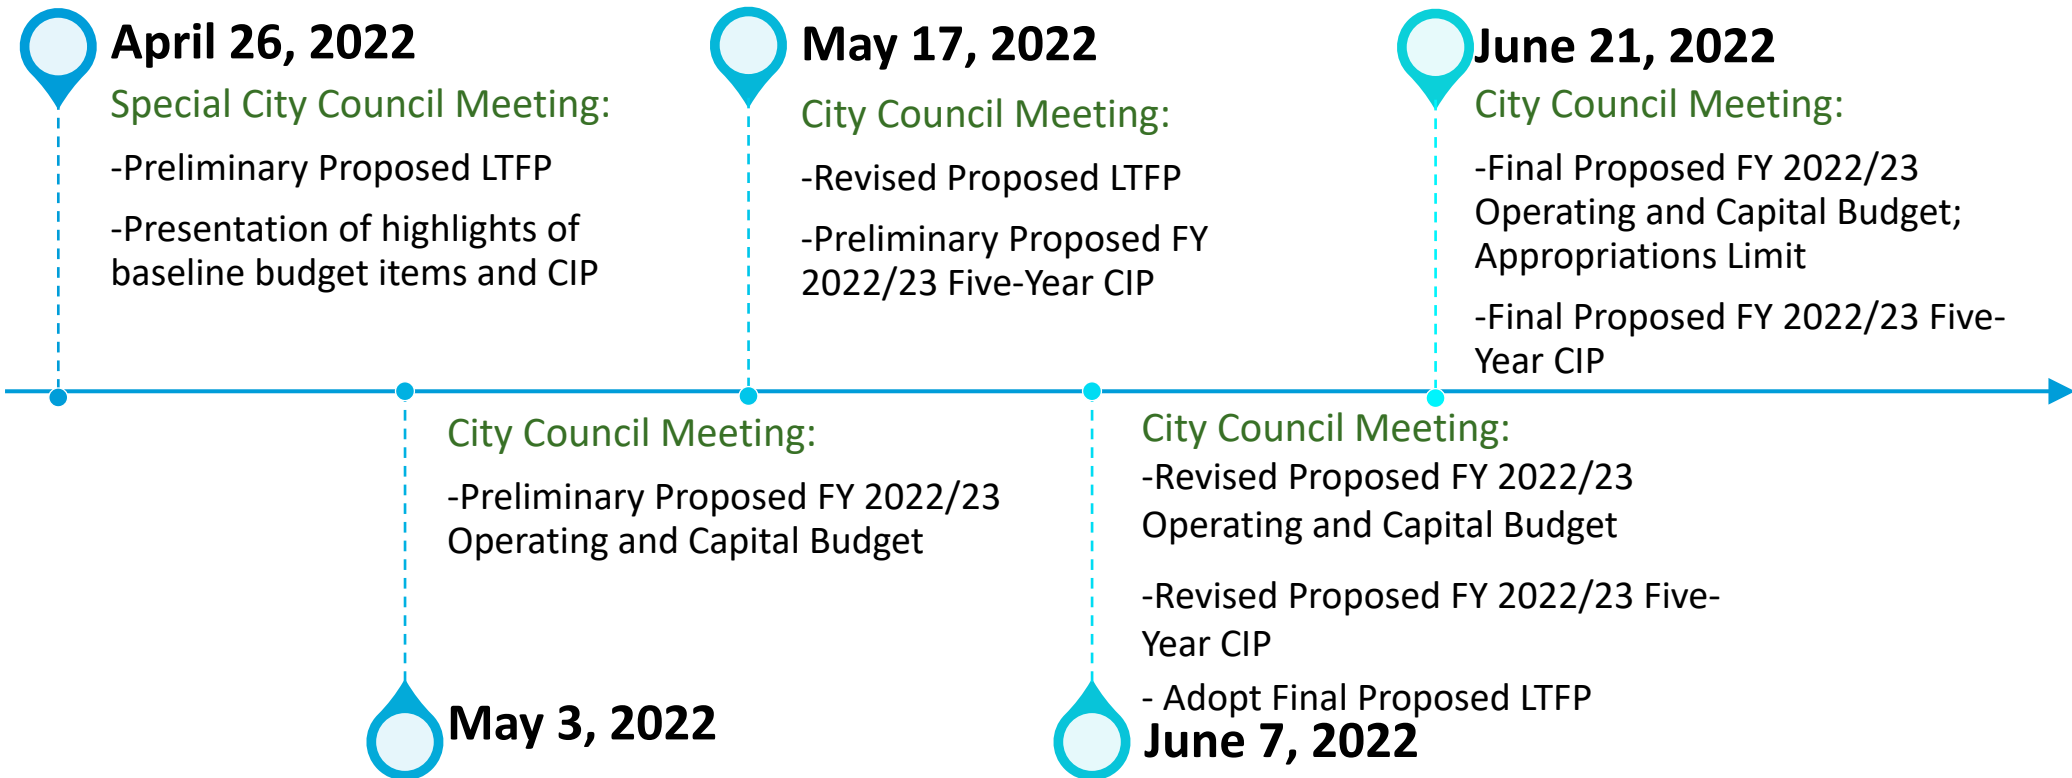 April 26, 2022
Special City Council Meeting:
-Preliminary Proposed LTFP
-Presentation of highlights of
baseline budget items and CIP
May 17, 2022
City Council Meeting:
-Revised Proposed LTFP
-Preliminary Proposed FY
2022/23 Five-Year CIP
June 21, 2022
City Council Meeting:
-Final Proposed FY 2022/23
Operating and Capital Budget;
Appropriations Limit
-Final Proposed FY 2022/23 Five-
Year CIP
City Council Meeting:
-Preliminary Proposed FY 2022/23
Operating and Capital Budget
May 3, 2022
City Council Meeting:
-Revised Proposed FY 2022/23
Operating and Capital Budget
-Revised Proposed FY 2022/23 Five-
Year CIP
- Adopt Final Proposed LTFP
June 7, 2022